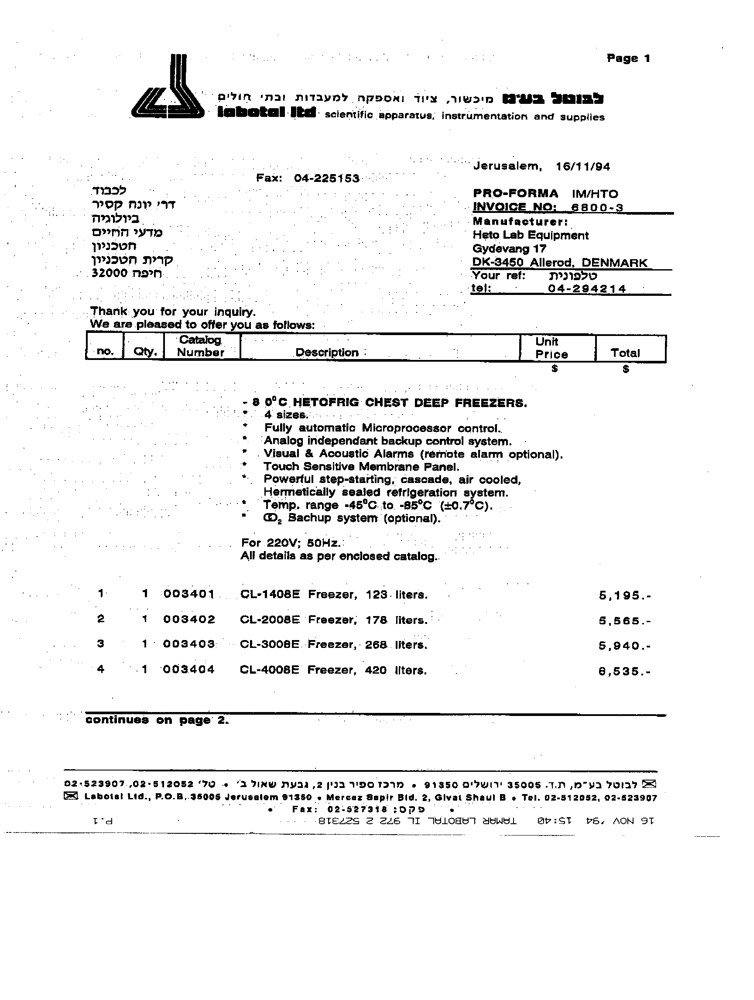 Page 1
לבוטל בע״מ מיכשור, ציוד ואספקה למעבדות ובתי חולים
labotal ltd scientific apparatus, instrumentation and supplies
Jerusalem, 16/11/94
Fax: 04-225153
לכבוד
דרי יונה קסיר
ביולוגיה
מדעי החיים
הטכניון
קרית הטכניון
חיפה 32000
PRO-FORMA IM/HTO
INVOICE NO: 6800-3
Manufacturer:
Heto Lab Equipment
Gydevang 17
DK-3450 Allerod, DENMARK
Your ref: טלפונית
tel: 04-294214
Thank you for your inquiry.
We are pleased to offer you as follows:
no. Qty. Catalog Number Description Unit Price Total
$ $
- 8 0°C HETOFRIG CHEST DEEP FREEZERS.
* 4 sizes.
* Fully automatic Microprocessor control.
* Analog independant backup control system.
* Visual & Acoustic Alarms (remote alarm optional).
* Touch Sensitive Membrane Panel.
* Powerful step-starting, cascade, air cooled,
Hermetically sealed refrigeration system.
* Temp. range -45°C to -85°C (±0.7°C).
* CO₂ Bachup system (optional).
For 220V; 50Hz.
All details as per enclosed catalog.
1 1 003401 CL-1408E Freezer, 123 liters. 5,195.-
2 1 003402 CL-2008E Freezer, 178 liters. 5,565.-
3 1 003403 CL-3008E Freezer, 268 liters. 5,940.-
4 1 003404 CL-4008E Freezer, 420 liters. 6,535.-
continues on page 2.
לבוטל בע״מ, ת.ד. 35005 ירושלים 91350 • מרכז ספיר בנין 2, גבעת שאול ב׳ • טל׳ 02-512052, 02-523907
Labotal Ltd., P.O.B. 35005 Jerusalem 91350 • Mercaz Sapir Bld. 2, Givat Shaul B • Tel. 02-512052, 02-523907
• Fax: 02-527318 :פקס •
16 NOV '94 15:40 TAMAR LABOTAL IL 972 2 527318 P.1